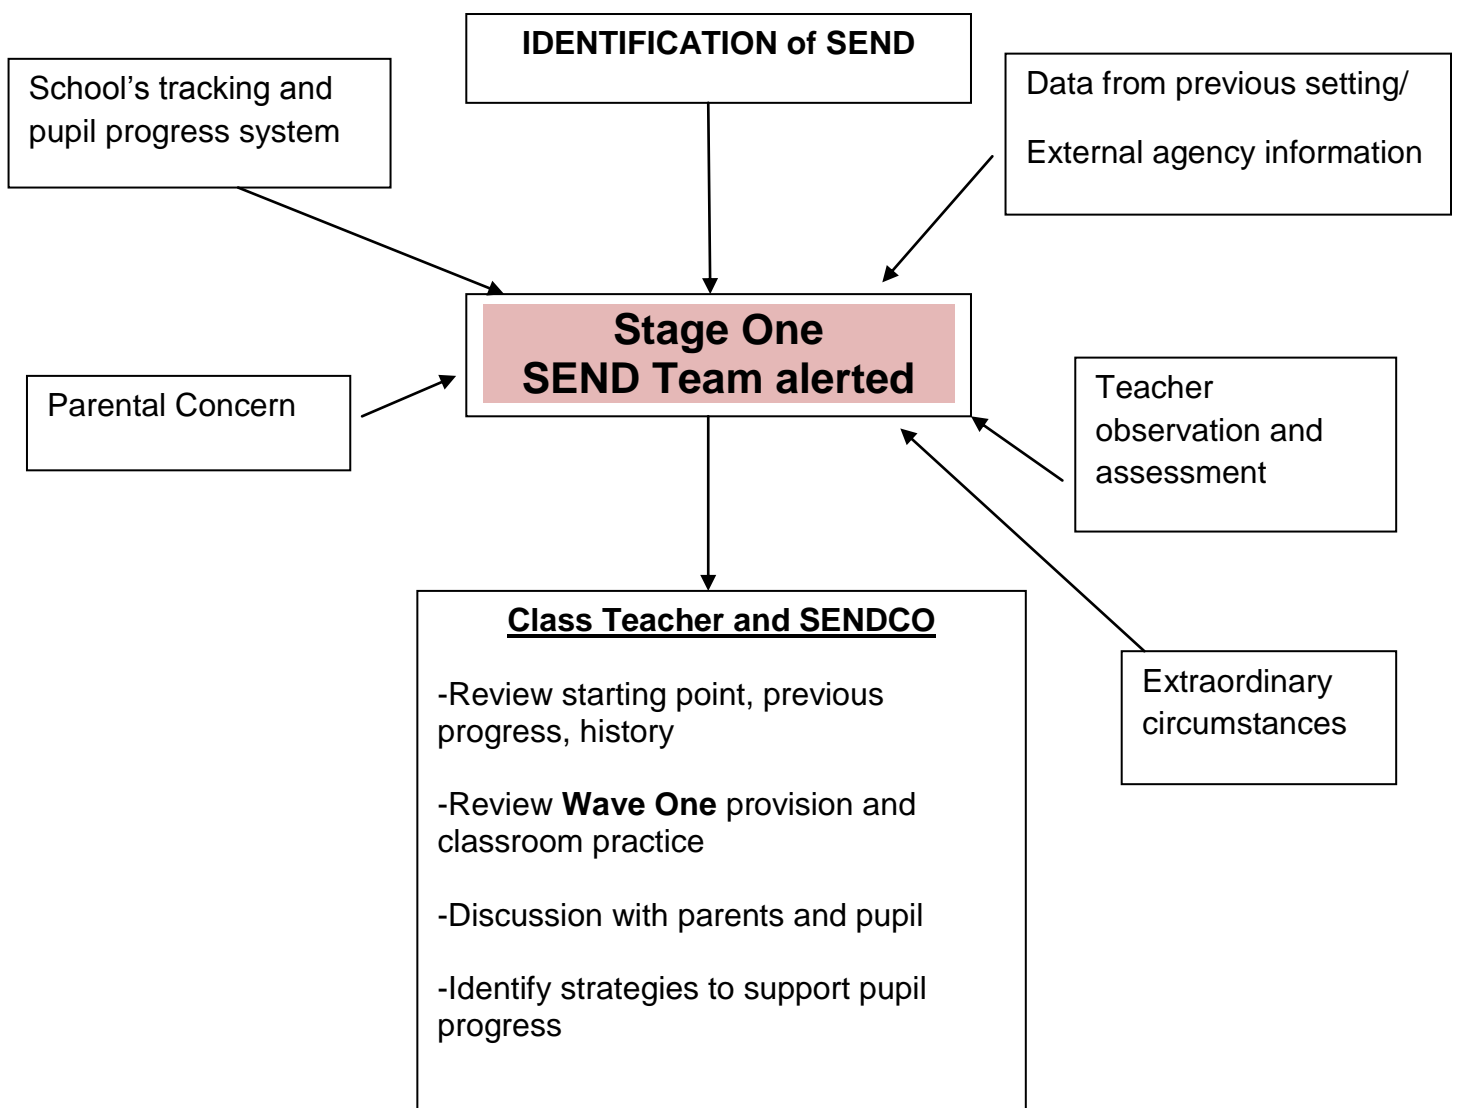 IDENTIFICATION of SEND
School’s tracking and
pupil progress system
Data from previous setting/
External agency information
Stage One
SEND Team alerted
Parental Concern
Teacher
observation and
assessment
Class Teacher and SENDCO
-Review starting point, previous
progress, history
-Review Wave One provision and
classroom practice
-Discussion with parents and pupil
-Identify strategies to support pupil
progress
Extraordinary
circumstances